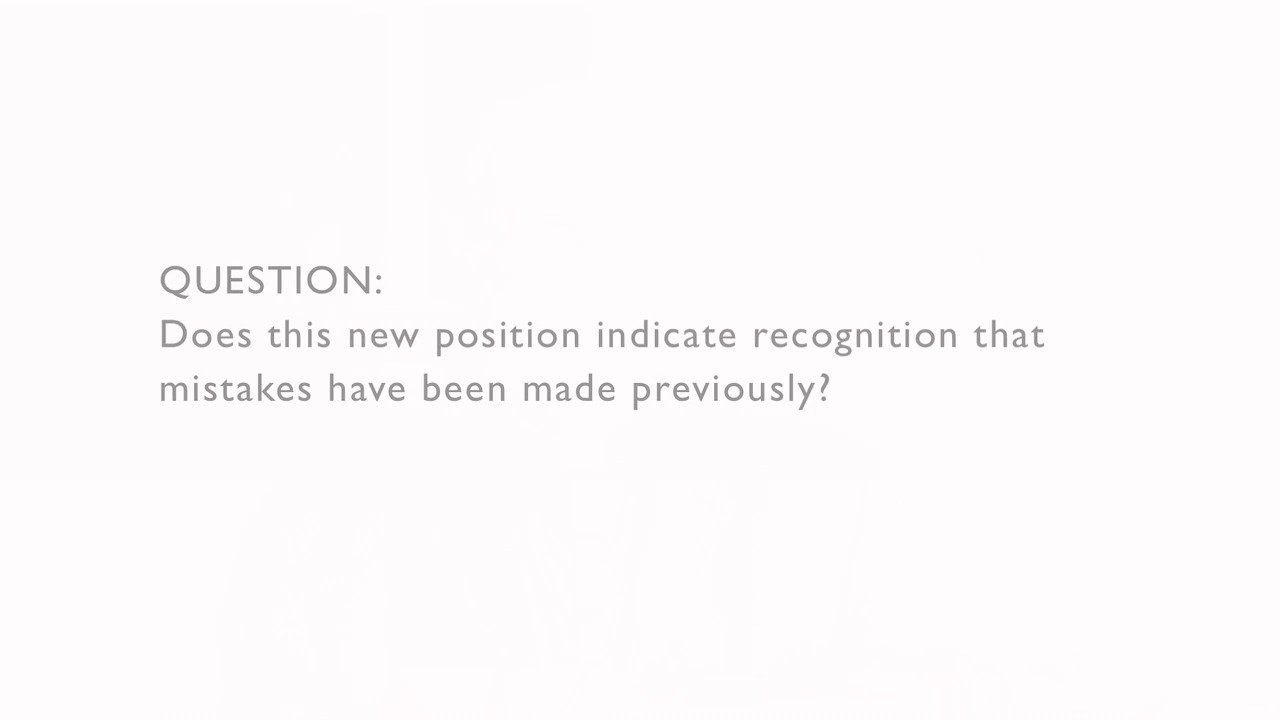 QUESTION:
Does this new position indicate recognition that
mistakes have been made previously?